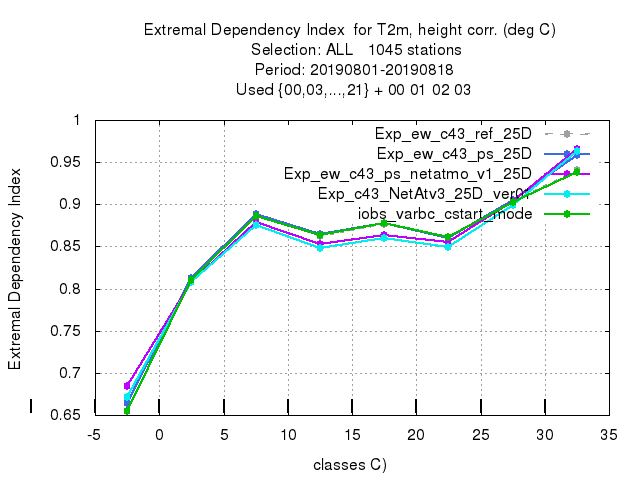 Extremal Dependency Index for T2m, height corr. (deg C)
Selection: ALL 1045 stations
Period: 20190801-20190818
Used {00,03,...,21} + 00 01 02 03
Extremal Dependency Index
1
0.95
0.9
0.85
0.8
0.75
0.7
0.65
Exp_ew_c43_ref_25D
Exp_ew_c43_ps_25D
Exp_ew_c43_ps_netatmo_v1_25D
Exp_c43_NetAtv3_25D_ver0
iobs_varbc_cstart_mode
-5 0 5 10 15 20 25 30 35
classes C)